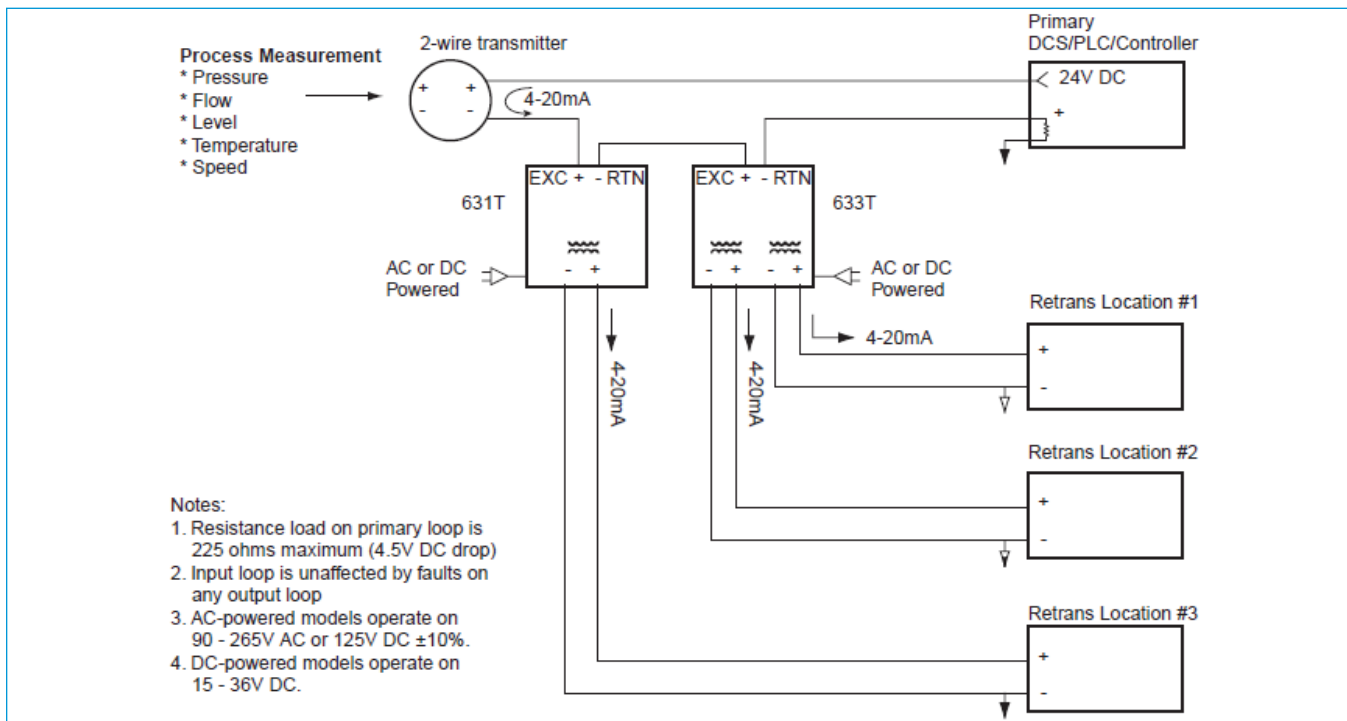 Process Measurement
* Pressure
* Flow
* Level
* Temperature
* Speed
2-wire transmitter
+ +
- -
4-20mA
Primary
DCS/PLC/Controller
24V DC
+
EXC + - RTN
631T
- +
AC or DC
Powered
EXC + - RTN
633T
- + - +
AC or DC
Powered
4-20mA
4-20mA
4-20mA
Retrans Location #1
+
-
Retrans Location #2
+
-
Retrans Location #3
+
-
Notes:
1. Resistance load on primary loop is
225 ohms maximum (4.5V DC drop)
2. Input loop is unaffected by faults on
any output loop
3. AC-powered models operate on
90 - 265V AC or 125V DC ±10%.
4. DC-powered models operate on
15 - 36V DC.